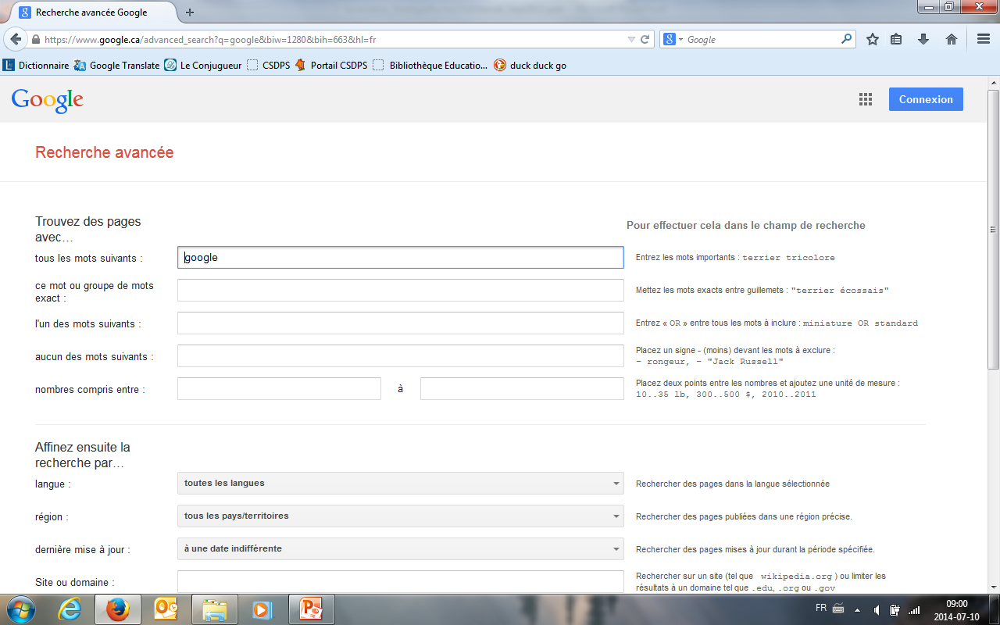 Recherche avancée Google
https://www.google.ca/advanced_search?q=google&biw=1280&bih=663&hl=fr
Google
Dictionnaire Google Translate Le Conjugueur CSDPS Portail CSDPS Bibliothèque Educatio... duck duck go
Google
Connexion
Recherche avancée
Trouvez des pages
avec...
Pour effectuer cela dans le champ de recherche
tous les mots suivants :
google
Entrez les mots importants : terrier tricolore
ce mot ou groupe de mots
exact :
Mettez les mots exacts entre guillemets : "terrier écossais"
l'un des mots suivants :
Entrez « OR » entre tous les mots à inclure : miniature OR standard
aucun des mots suivants :
Placez un signe - (moins) devant les mots à exclure :
- rongeur, - "Jack Russell"
nombres compris entre :
à
Placez deux points entre les nombres et ajoutez une unité de mesure :
10..35 lb, 300..500 $, 2010..2011
Affinez ensuite la
recherche par...
langue :
toutes les langues
Rechercher des pages dans la langue sélectionnée
région :
tous les pays/territoires
Rechercher des pages publiées dans une région précise.
dernière mise à jour :
à une date indifférente
Rechercher des pages mises à jour durant la période spécifiée.
Site ou domaine :
Rechercher sur un site (tel que wikipedia.org ) ou limiter les
résultats à un domaine tel que .edu, .org ou .gov
FR
09:00
2014-07-10